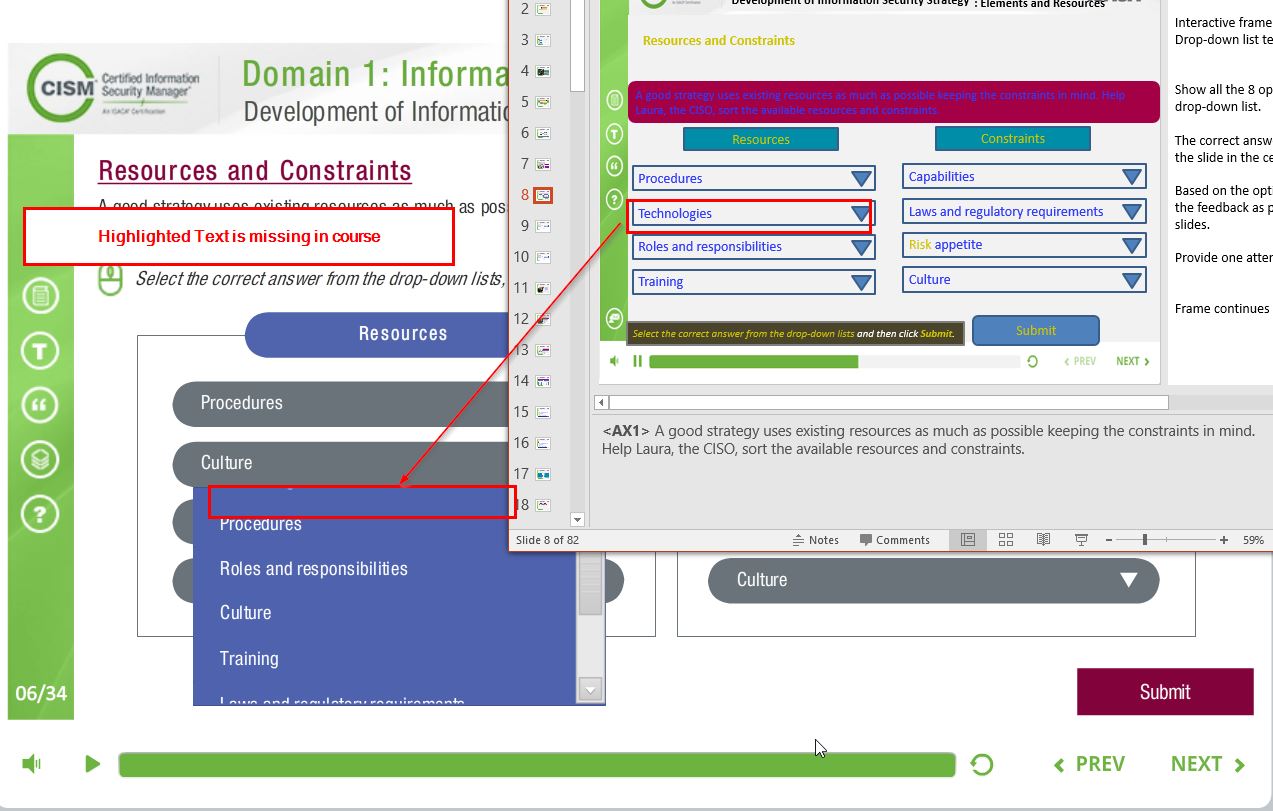 CISM
Certified Information
Security Manager
An ISACA Certification
Domain 1: Informa
Development of Informatio
Resources and Constraints
A good strategy uses existing resources as much as pos
Highlighted Text is missing in course
Select the correct answer from the drop-down lists,
Resources
Procedures
Culture
Procedures
Roles and responsibilities
Culture
Training
Laws and regulatory requirements
Culture
Submit
06/34
PREV
NEXT
2
3
4
5
6
7
8
9
10
11
12
13
14
15
16
17
18
Development of Information Security Strategy : Elements and Resources
Resources and Constraints
A good strategy uses existing resources as much as possible keeping the constraints in mind. Help
Laura, the CISO, sort the available resources and constraints.
Resources
Constraints
Procedures
Capabilities
Technologies
Laws and regulatory requirements
Roles and responsibilities
Risk appetite
Training
Culture
Select the correct answer from the drop-down lists and then click Submit.
Submit
PREV
NEXT
Interactive frame
Drop-down list te
Show all the 8 op
drop-down list.
The correct answ
the slide in the ce
Based on the opti
the feedback as p
slides.
Provide one atter
Frame continues
<AX1> A good strategy uses existing resources as much as possible keeping the constraints in mind.
Help Laura, the CISO, sort the available resources and constraints.
Slide 8 of 82
Notes
Comments
59%